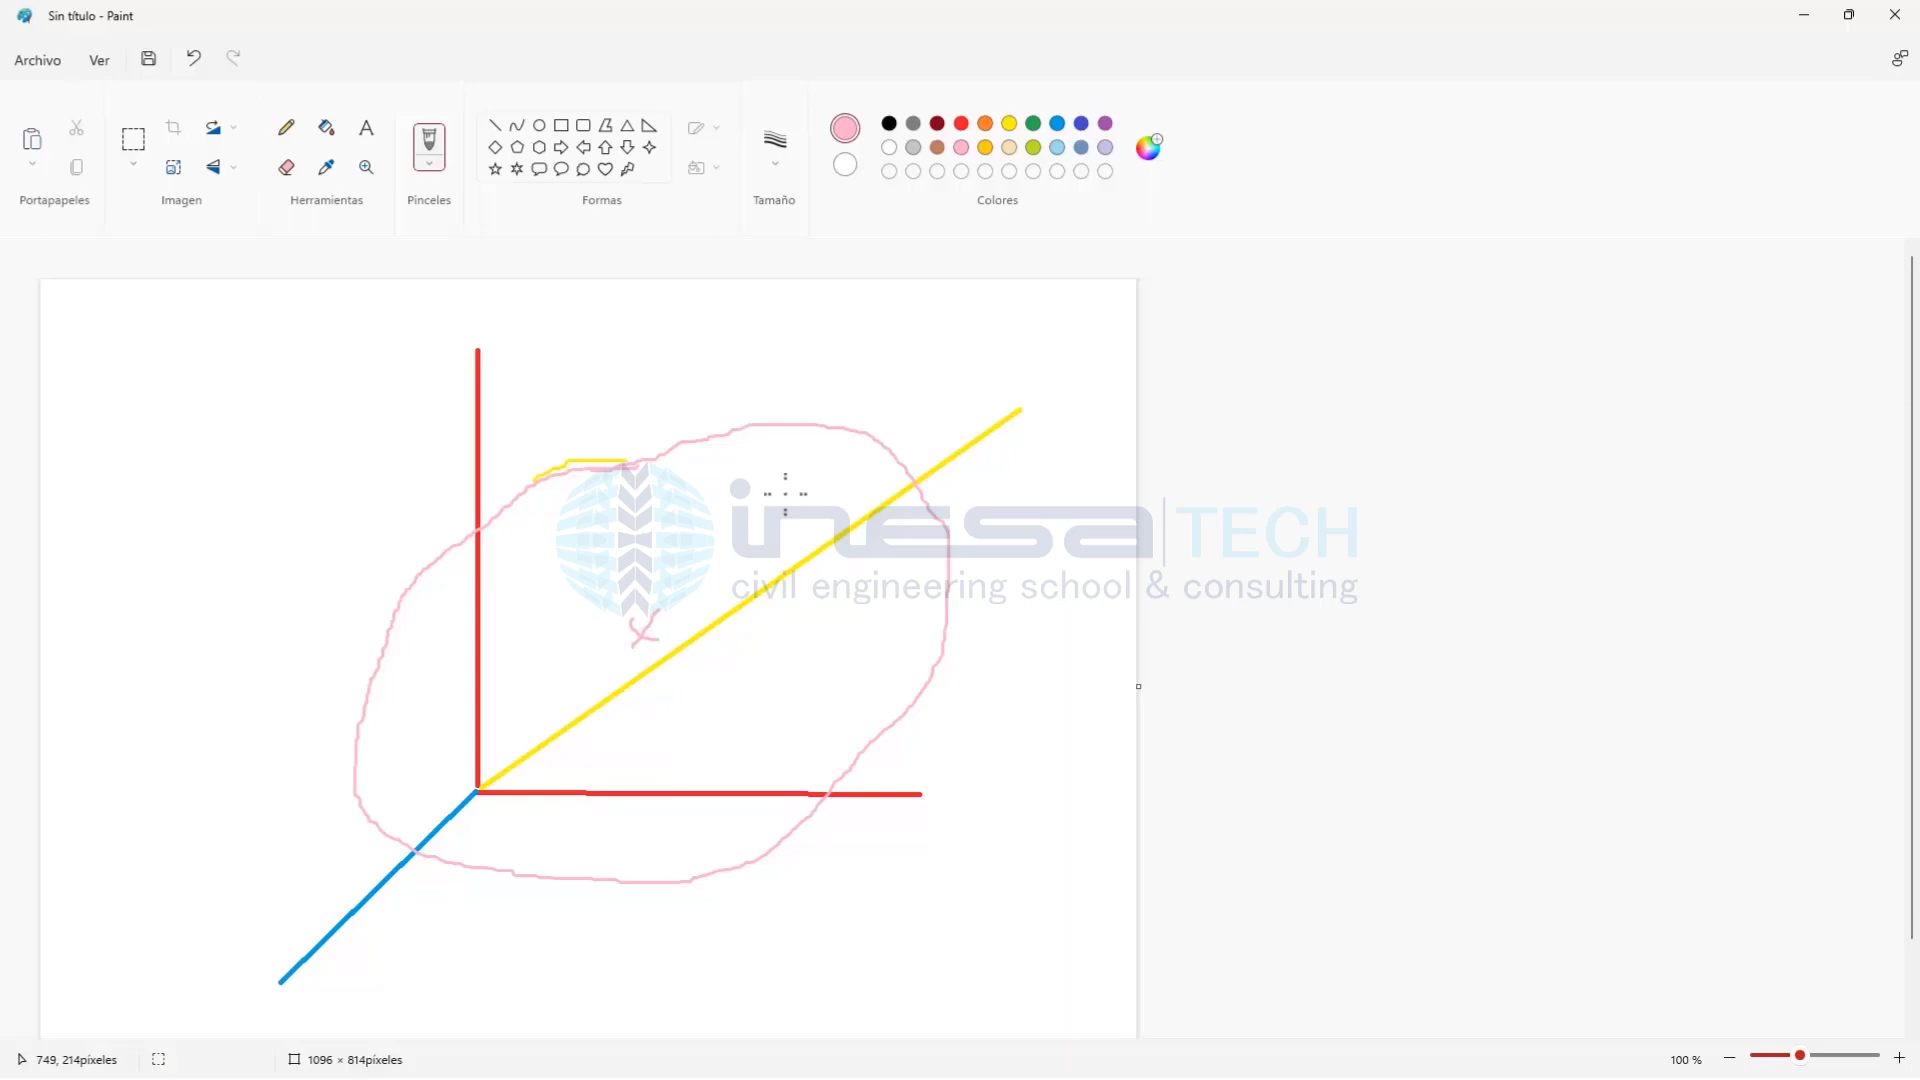 Sin título - Paint
Archivo Ver
Portapapeles Imagen Herramientas Pinceles Formas Tamaño Colores
inesa TECH
civil engineering school & consulting
749, 214píxeles 1096 × 814píxeles 100 %